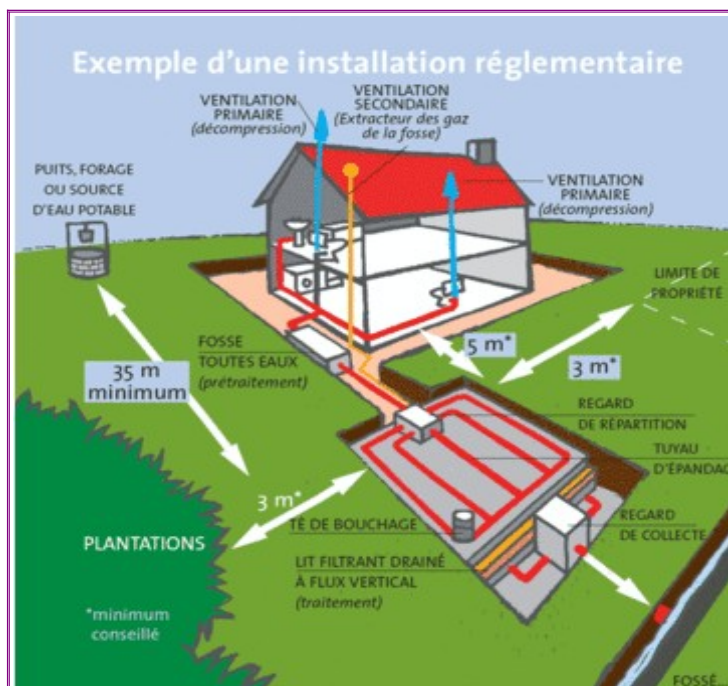 Exemple d'une installation réglementaire
VENTILATION
PRIMAIRE
(décompression)
VENTILATION
SECONDAIRE
(Extracteur des gaz
de la fosse)
PUITS, FORAGE
OU SOURCE
D'EAU POTABLE
VENTILATION
PRIMAIRE
(décompression)
LIMITE DE
PROPRIÉTÉ
FOSSE
TOUTES EAUX
(prétraitement)
5 m*
3 m*
35 m
minimum
REGARD
DE RÉPARTITION
TUYAU
D'ÉPANDAG
3 m*
TÉ DE BOUCHAGE
REGARD
DE COLLECTE
PLANTATIONS
LIT FILTRANT DRAINÉ
À FLUX VERTICAL
(traitement)
*minimum
conseillé
FOSSÉ...